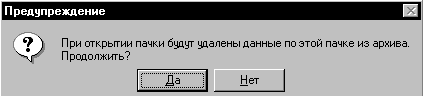 Предупреждение
При открытии пачки будут удалены данные по этой пачке из архива.
Продолжить?
Да
Нет